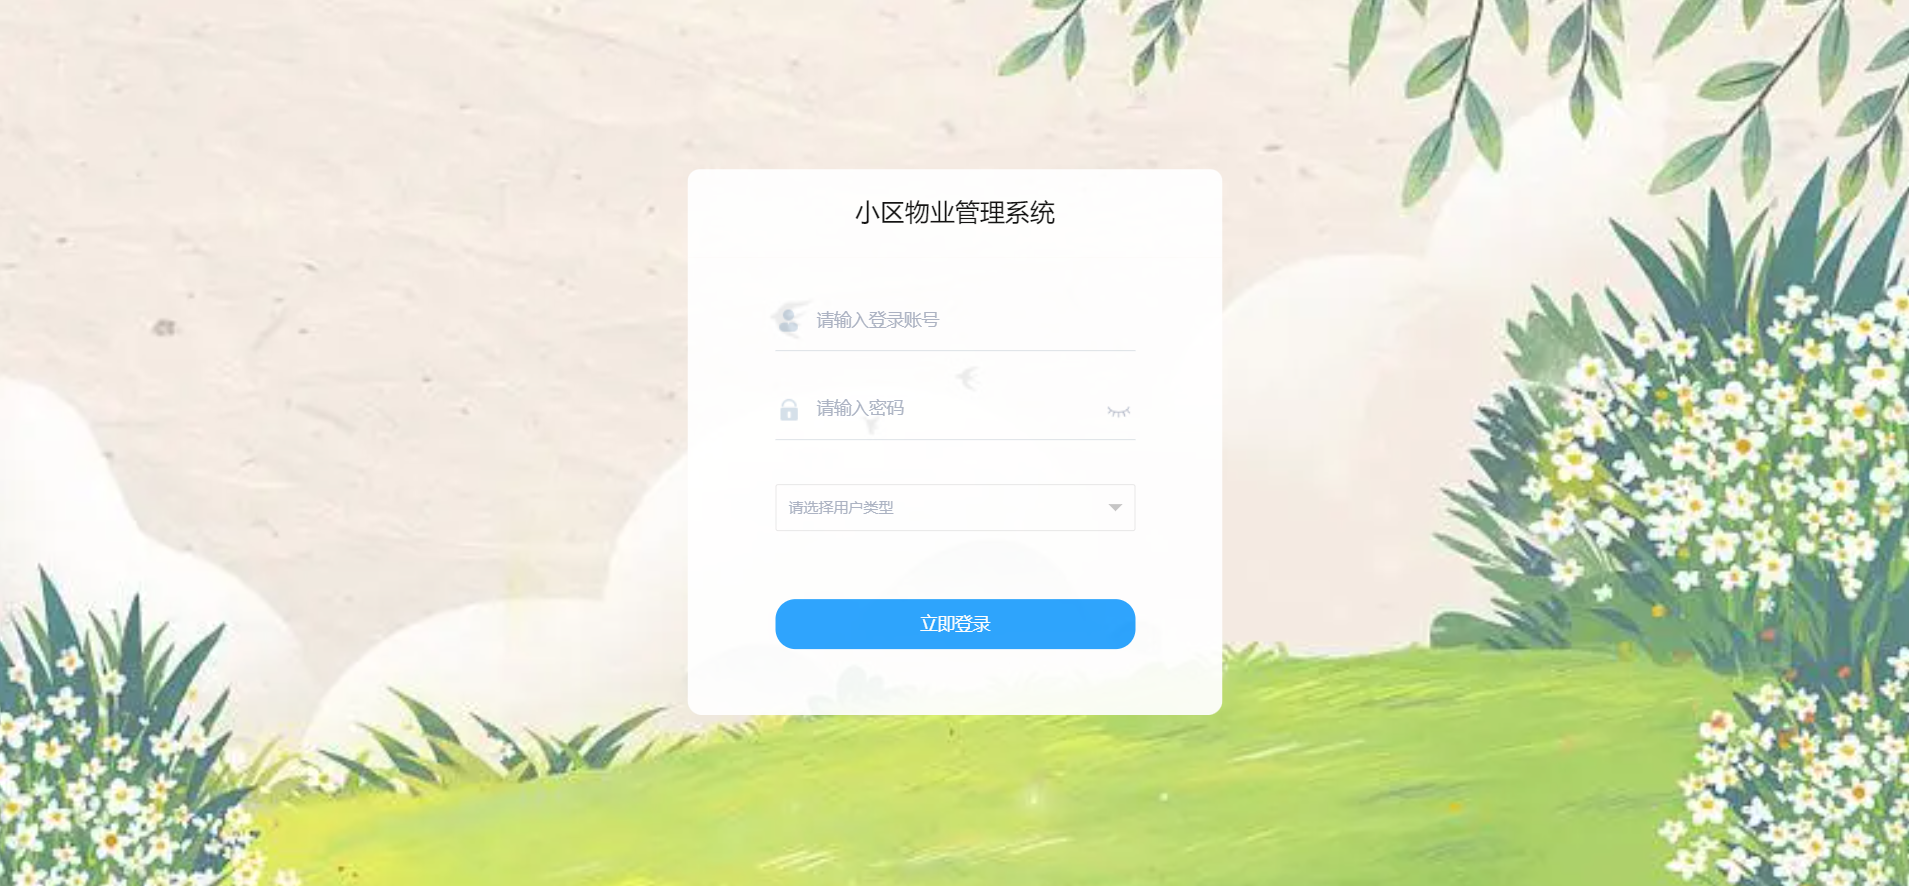 小区物业管理系统
请输入登录账号
请输入密码
请选择用户类型
立即登录